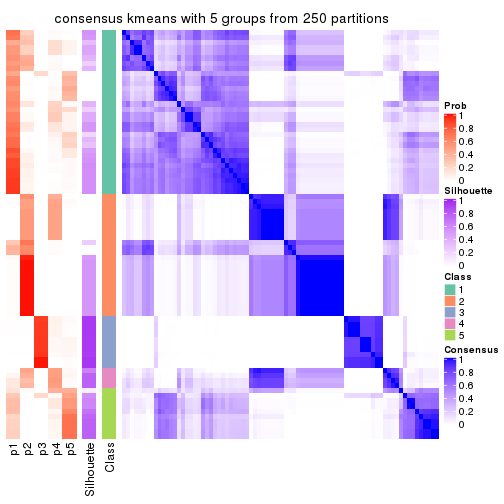 consensus kmeans with 5 groups from 250 partitions
Prob
1
0.8
0.6
0.4
0.2
0
Silhouette
1
0.8
0.6
0.4
0.2
0
Class
1
2
3
4
5
Consensus
1
0.8
0.6
0.4
0.2
0
p1
p2
p3
p4
p5
Silhouette
Class